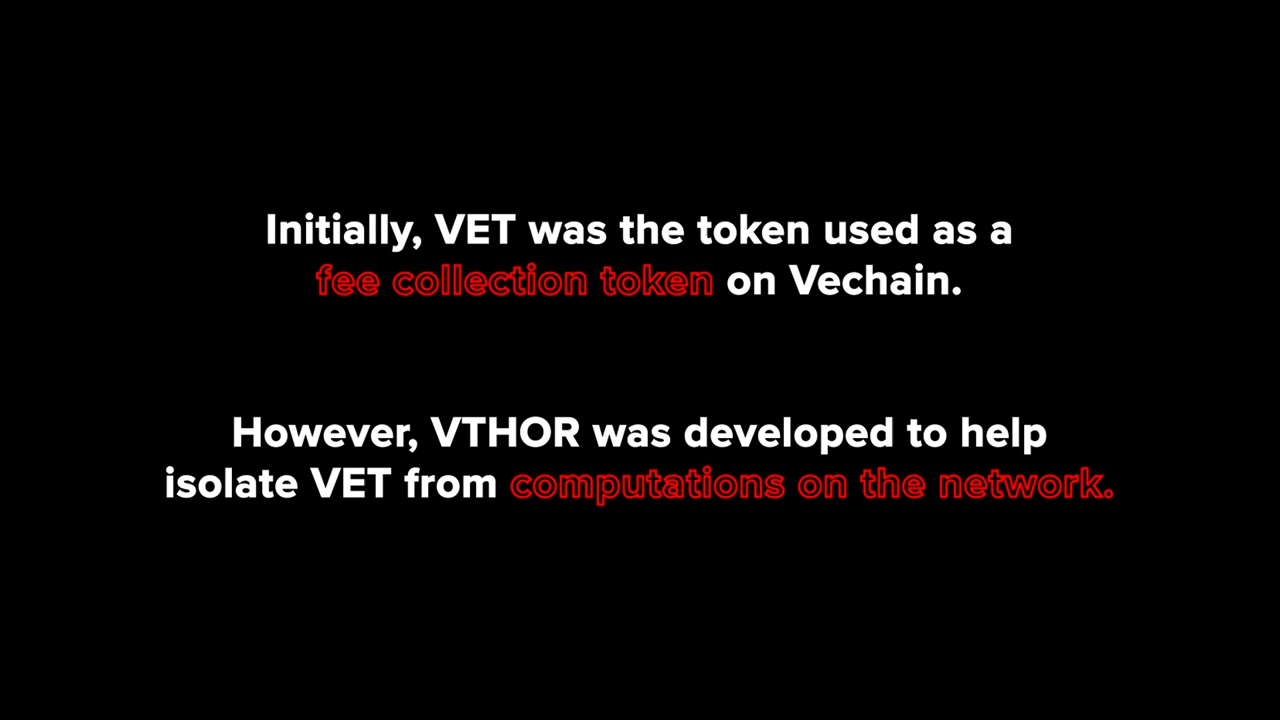 Initially, VET was the token used as a
fee collection token on Vechain.
However, VTHOR was developed to help
isolate VET from computations on the network.